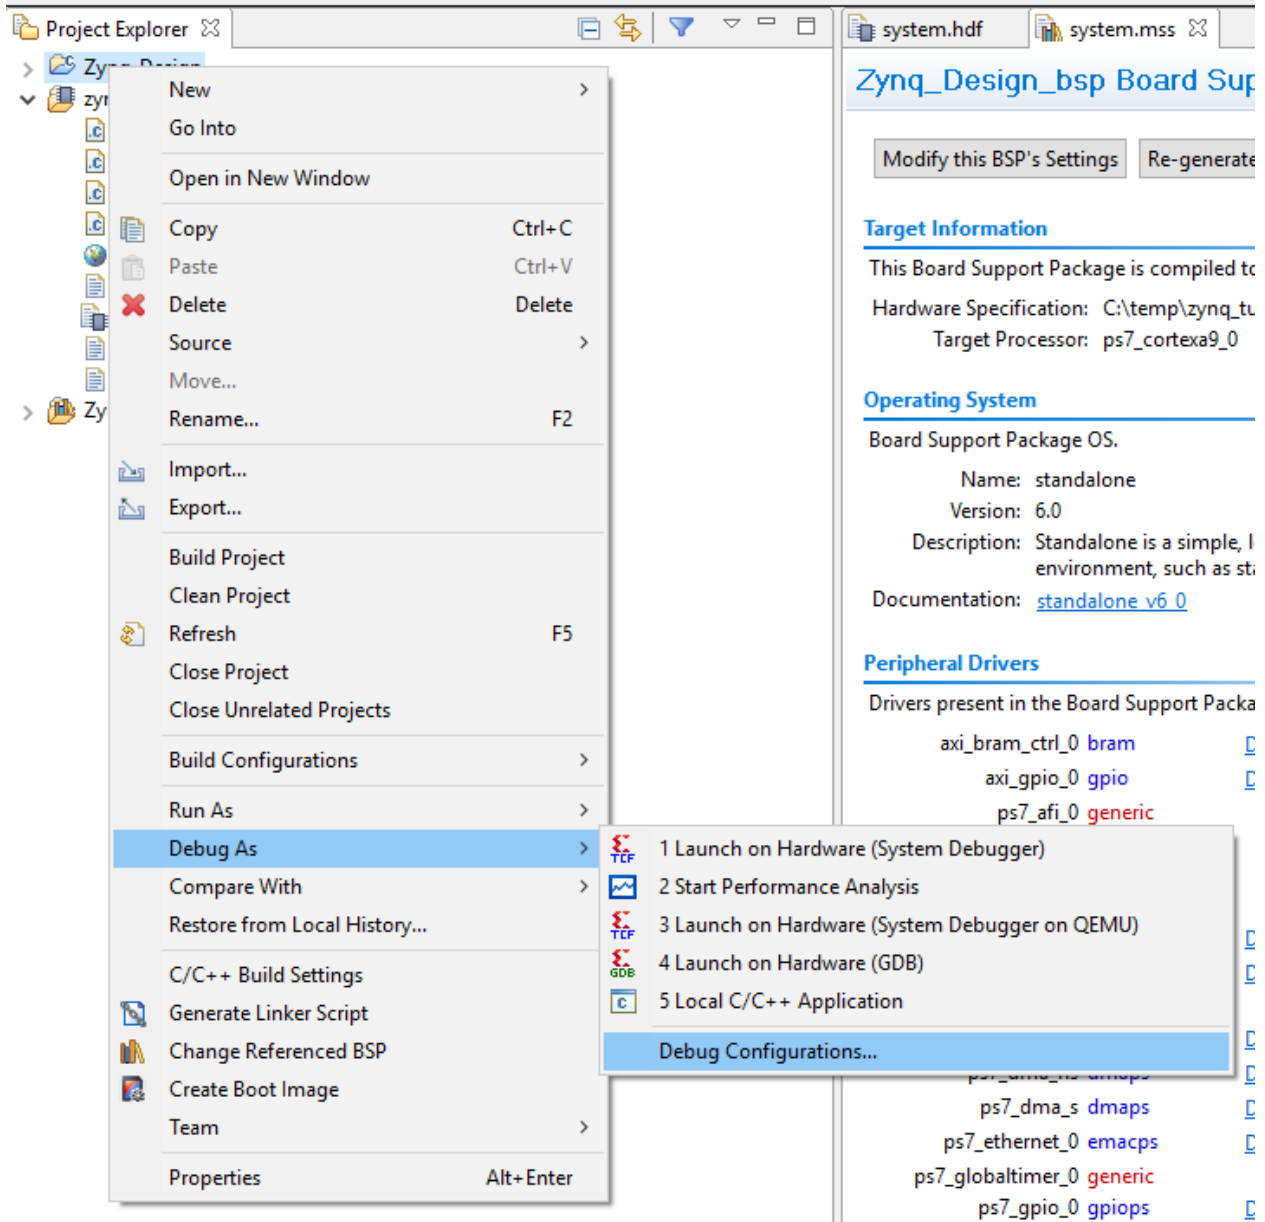 Project Explorer
system.hdf
system.mss
Zynq_Design
zyn
Zy
New
Go Into
Open in New Window
Copy Ctrl+C
Paste Ctrl+V
Delete Delete
Source
Move...
Rename... F2
Import...
Export...
Build Project
Clean Project
Refresh F5
Close Project
Close Unrelated Projects
Build Configurations
Run As
Debug As
Compare With
Restore from Local History...
C/C++ Build Settings
Generate Linker Script
Change Referenced BSP
Create Boot Image
Team
Properties Alt+Enter
TCF 1 Launch on Hardware (System Debugger)
2 Start Performance Analysis
TCF 3 Launch on Hardware (System Debugger on QEMU)
GDB 4 Launch on Hardware (GDB)
5 Local C/C++ Application
Debug Configurations...
Zynq_Design_bsp Board Sup
Modify this BSP's Settings
Re-generate
Target Information
This Board Support Package is compiled to
Hardware Specification: C:\temp\zynq_tu
Target Processor: ps7_cortexa9_0
Operating System
Board Support Package OS.
Name: standalone
Version: 6.0
Description: Standalone is a simple, l
environment, such as sta
Documentation: standalone_v6_0
Peripheral Drivers
Drivers present in the Board Support Packa
axi_bram_ctrl_0 bram
axi_gpio_0 gpio
ps7_afi_0 generic
ps7_dma_s dmaps
ps7_ethernet_0 emacps
ps7_globaltimer_0 generic
ps7_gpio_0 gpiops